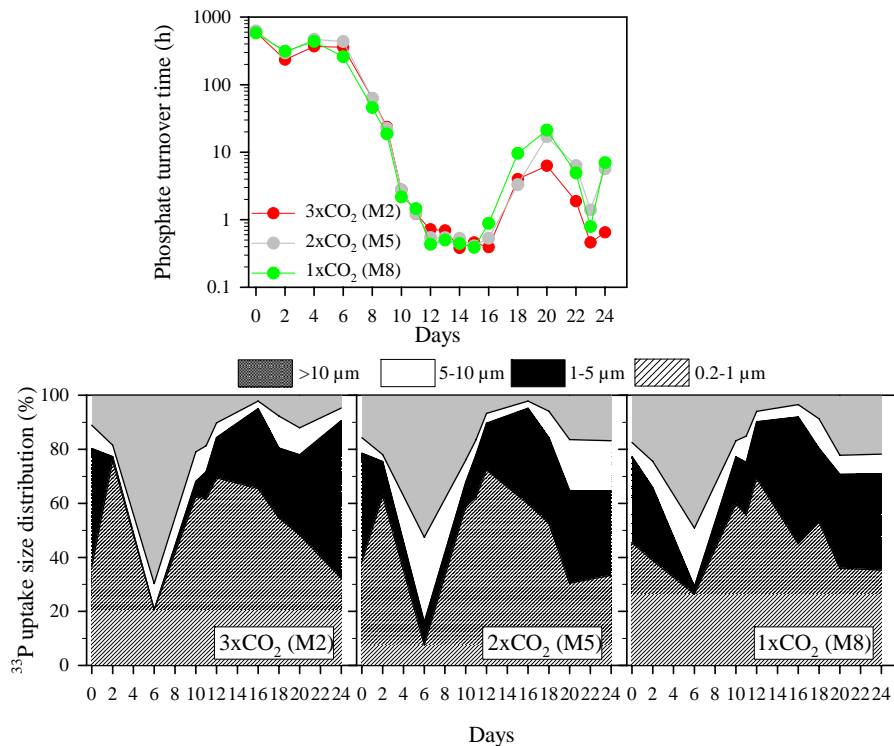 Phosphate turnover time (h)
1000
100
10
1
0.1
3xCO₂ (M2)
2xCO₂ (M5)
1xCO₂ (M8)
0 2 4 6 8 10 12 14 16 18 20 22 24
Days
>10 µm 5-10 µm 1-5 µm 0.2-1 µm
³³P uptake size distribution (%)
100
80
60
40
20
0
3xCO₂ (M2) 2xCO₂ (M5) 1xCO₂ (M8)
0 2 4 6 8 10 12 14 16 18 20 22 24 0 2 4 6 8 10 12 14 16 18 20 22 24 0 2 4 6 8 10 12 14 16 18 20 22 24
Days